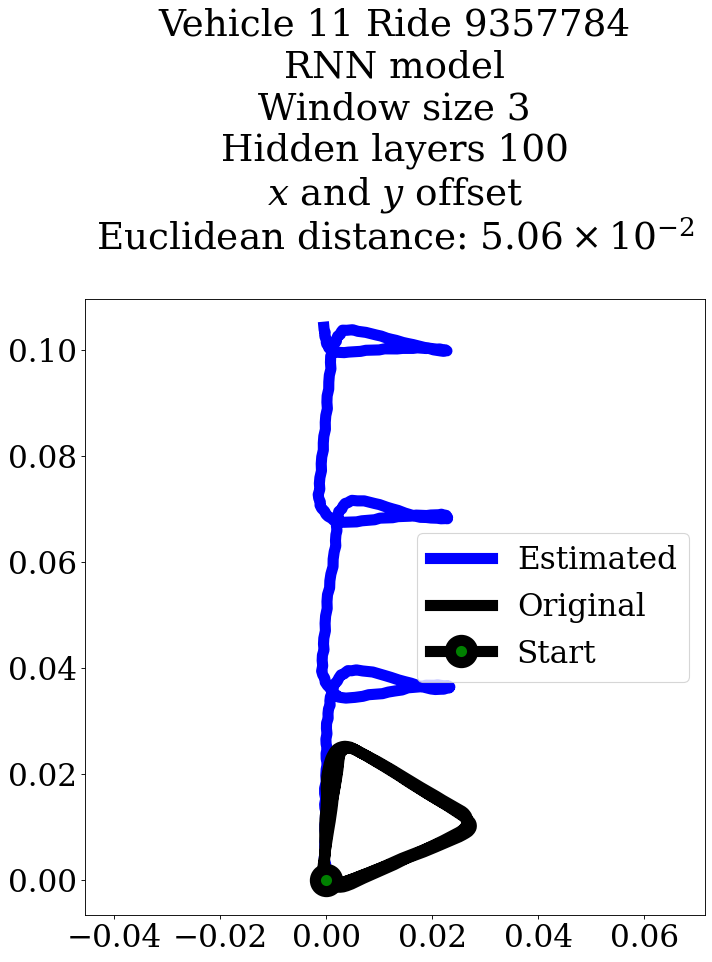 Vehicle 11 Ride 9357784
RNN model
Window size 3
Hidden layers 100
x and y offset
Euclidean distance: 5.06 × 10⁻²
0.10
0.08
0.06
0.04
0.02
0.00
Estimated
Original
Start
−0.04 −0.02 0.00 0.02 0.04 0.06